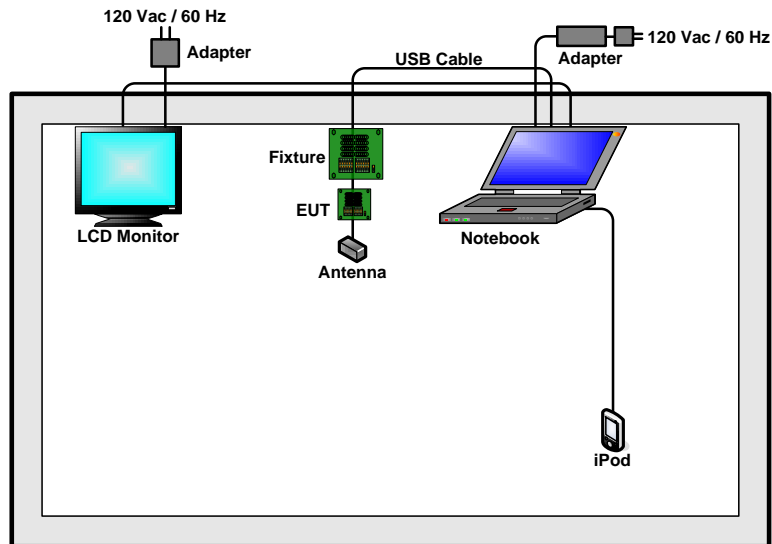 120 Vac / 60 Hz
Adapter
USB Cable
120 Vac / 60 Hz
Adapter
Fixture
EUT
Antenna
LCD Monitor
Notebook
iPod